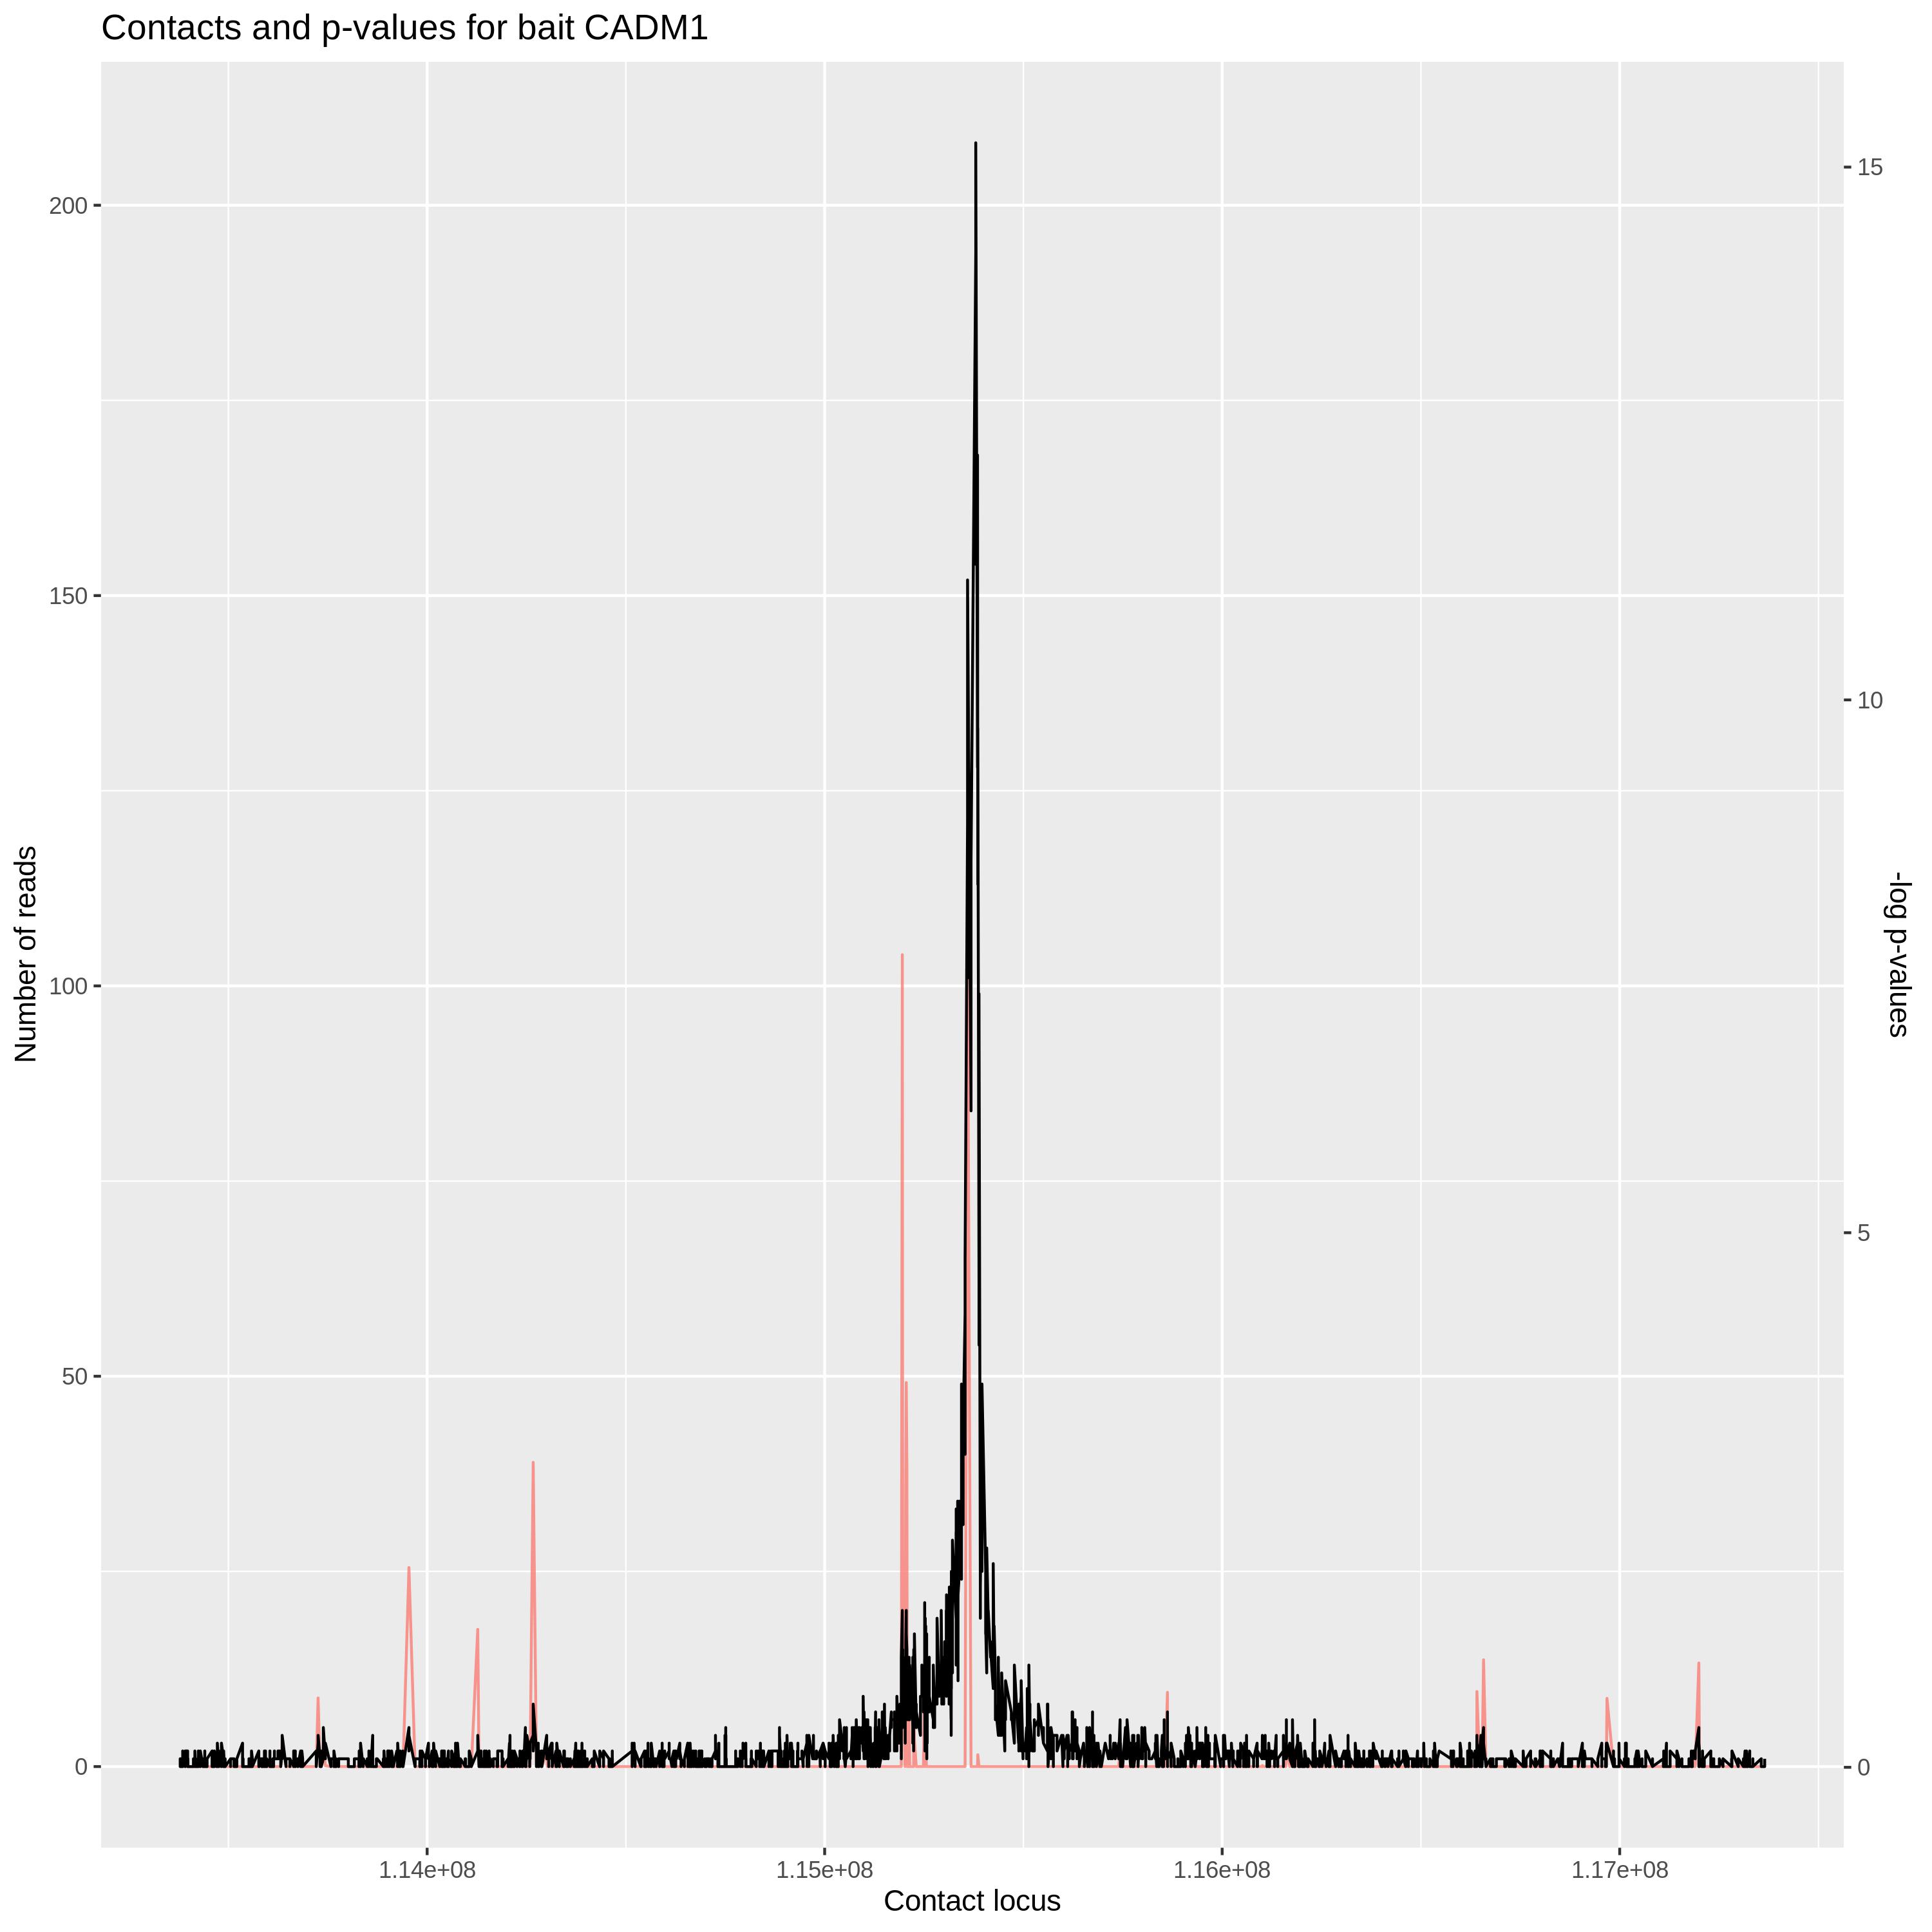 Contacts and p-values for bait CADM1
200
150
100
50
0
15
10
5
0
Number of reads
-log p-values
1.14e+08
1.15e+08
1.16e+08
1.17e+08
Contact locus